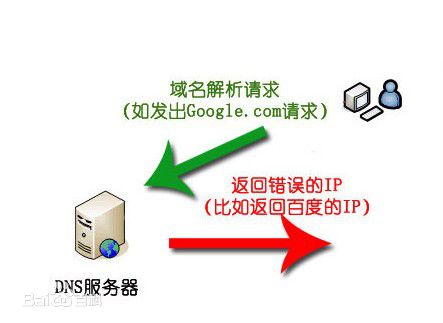 域名解析请求
(如发出Google.com请求)
返回错误的IP
(比如返回百度的IP)
DNS服务器
Bai百科